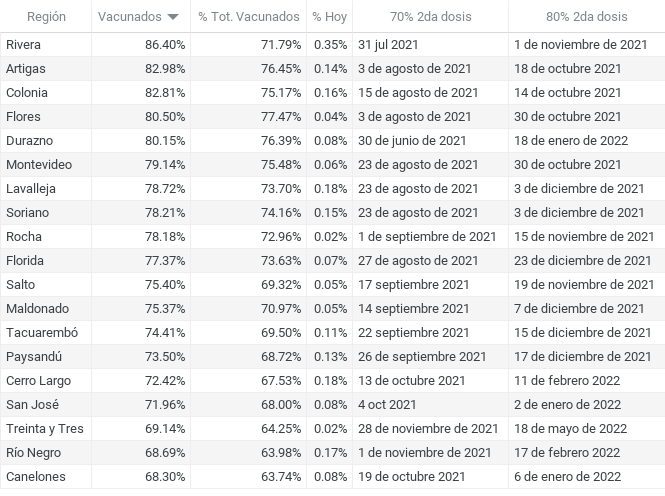 Región Vacunados % Tot. Vacunados % Hoy 70% 2da dosis 80% 2da dosis
Rivera 86.40% 71.79% 0.35% 31 jul 2021 1 de noviembre de 2021
Artigas 82.98% 76.45% 0.14% 3 de agosto de 2021 18 de octubre 2021
Colonia 82.81% 75.17% 0.16% 15 de agosto de 2021 14 de octubre 2021
Flores 80.50% 77.47% 0.04% 3 de agosto de 2021 30 de octubre 2021
Durazno 80.15% 76.39% 0.08% 30 de junio de 2021 18 de enero de 2022
Montevideo 79.14% 75.48% 0.06% 23 de agosto de 2021 30 de octubre 2021
Lavalleja 78.72% 73.70% 0.18% 23 de agosto de 2021 3 de diciembre de 2021
Soriano 78.21% 74.16% 0.15% 23 de agosto de 2021 3 de diciembre de 2021
Rocha 78.18% 72.96% 0.02% 1 de septiembre de 2021 15 de noviembre de 2021
Florida 77.37% 73.63% 0.07% 27 de agosto de 2021 23 de diciembre de 2021
Salto 75.40% 69.32% 0.05% 17 septiembre 2021 19 de noviembre de 2021
Maldonado 75.37% 70.97% 0.05% 14 septiembre 2021 7 de diciembre de 2021
Tacuarembó 74.41% 69.50% 0.11% 22 septiembre 2021 15 de diciembre de 2021
Paysandú 73.50% 68.72% 0.13% 26 de septiembre 2021 17 de diciembre de 2021
Cerro Largo 72.42% 67.53% 0.18% 13 de octubre 2021 11 de febrero 2022
San José 71.96% 68.00% 0.08% 4 oct 2021 2 de enero de 2022
Treinta y Tres 69.14% 64.25% 0.02% 28 de noviembre de 2021 18 de mayo de 2022
Río Negro 68.69% 63.98% 0.17% 1 de noviembre de 2021 17 de febrero 2022
Canelones 68.30% 63.74% 0.08% 19 de octubre 2021 6 de enero de 2022